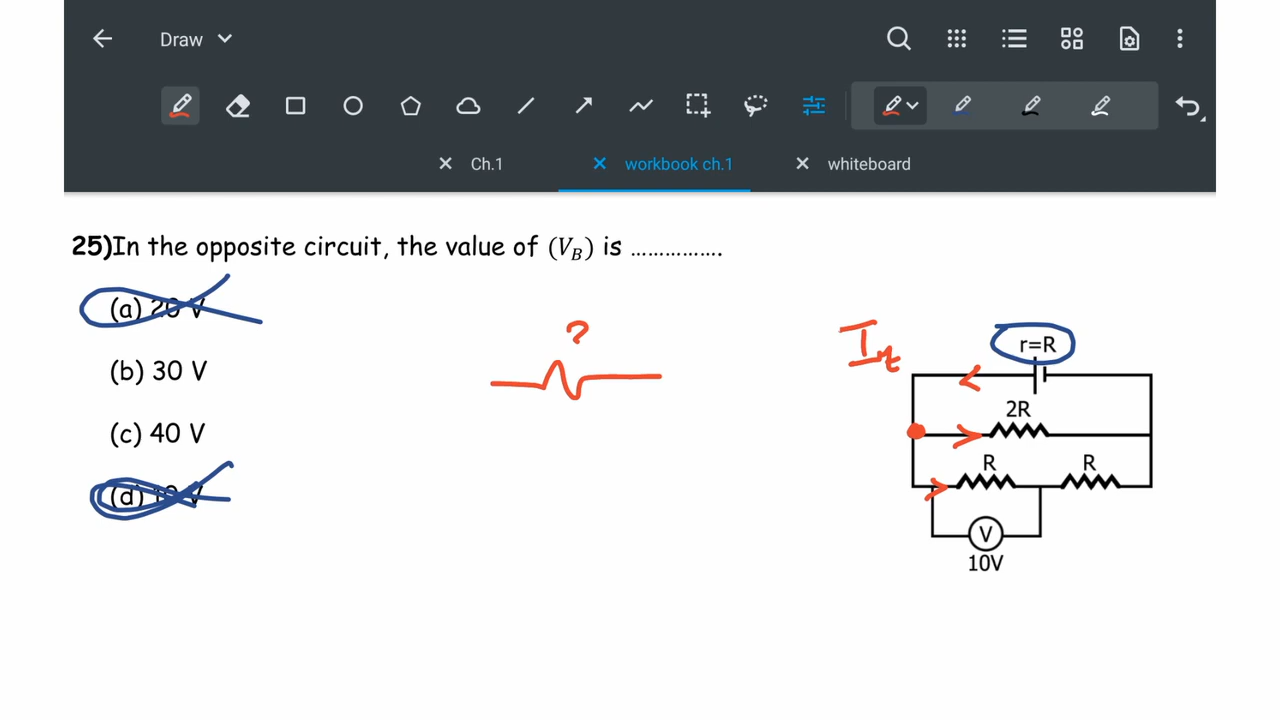 Draw
Ch.1
workbook ch.1
whiteboard
25)In the opposite circuit, the value of (V_B) is ...............
(a) 20 V
(b) 30 V
(c) 40 V
(d) 10 V
?
I_t
r=R
2R
R
R
V
10V